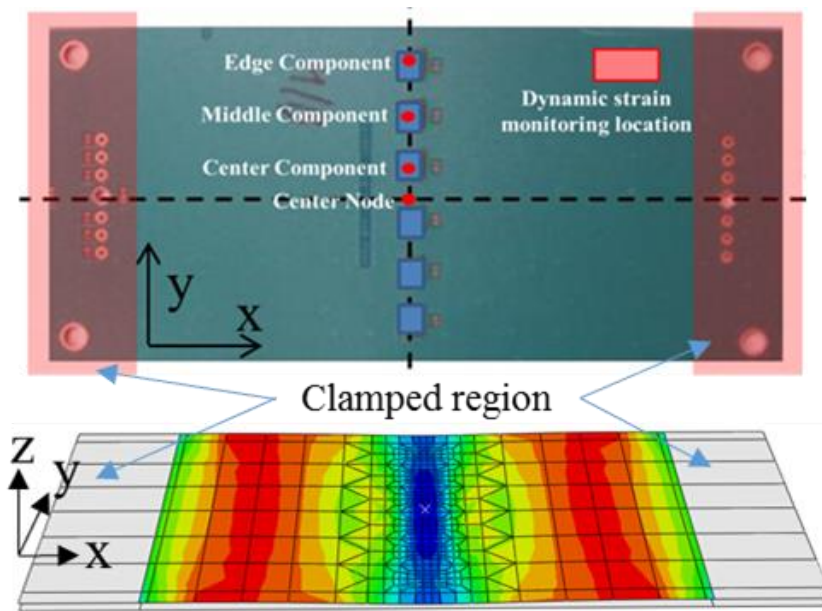 Edge Component
Middle Component
Center Component
Center Node
Dynamic strain
monitoring location
y
x
Clamped region
z
y
x